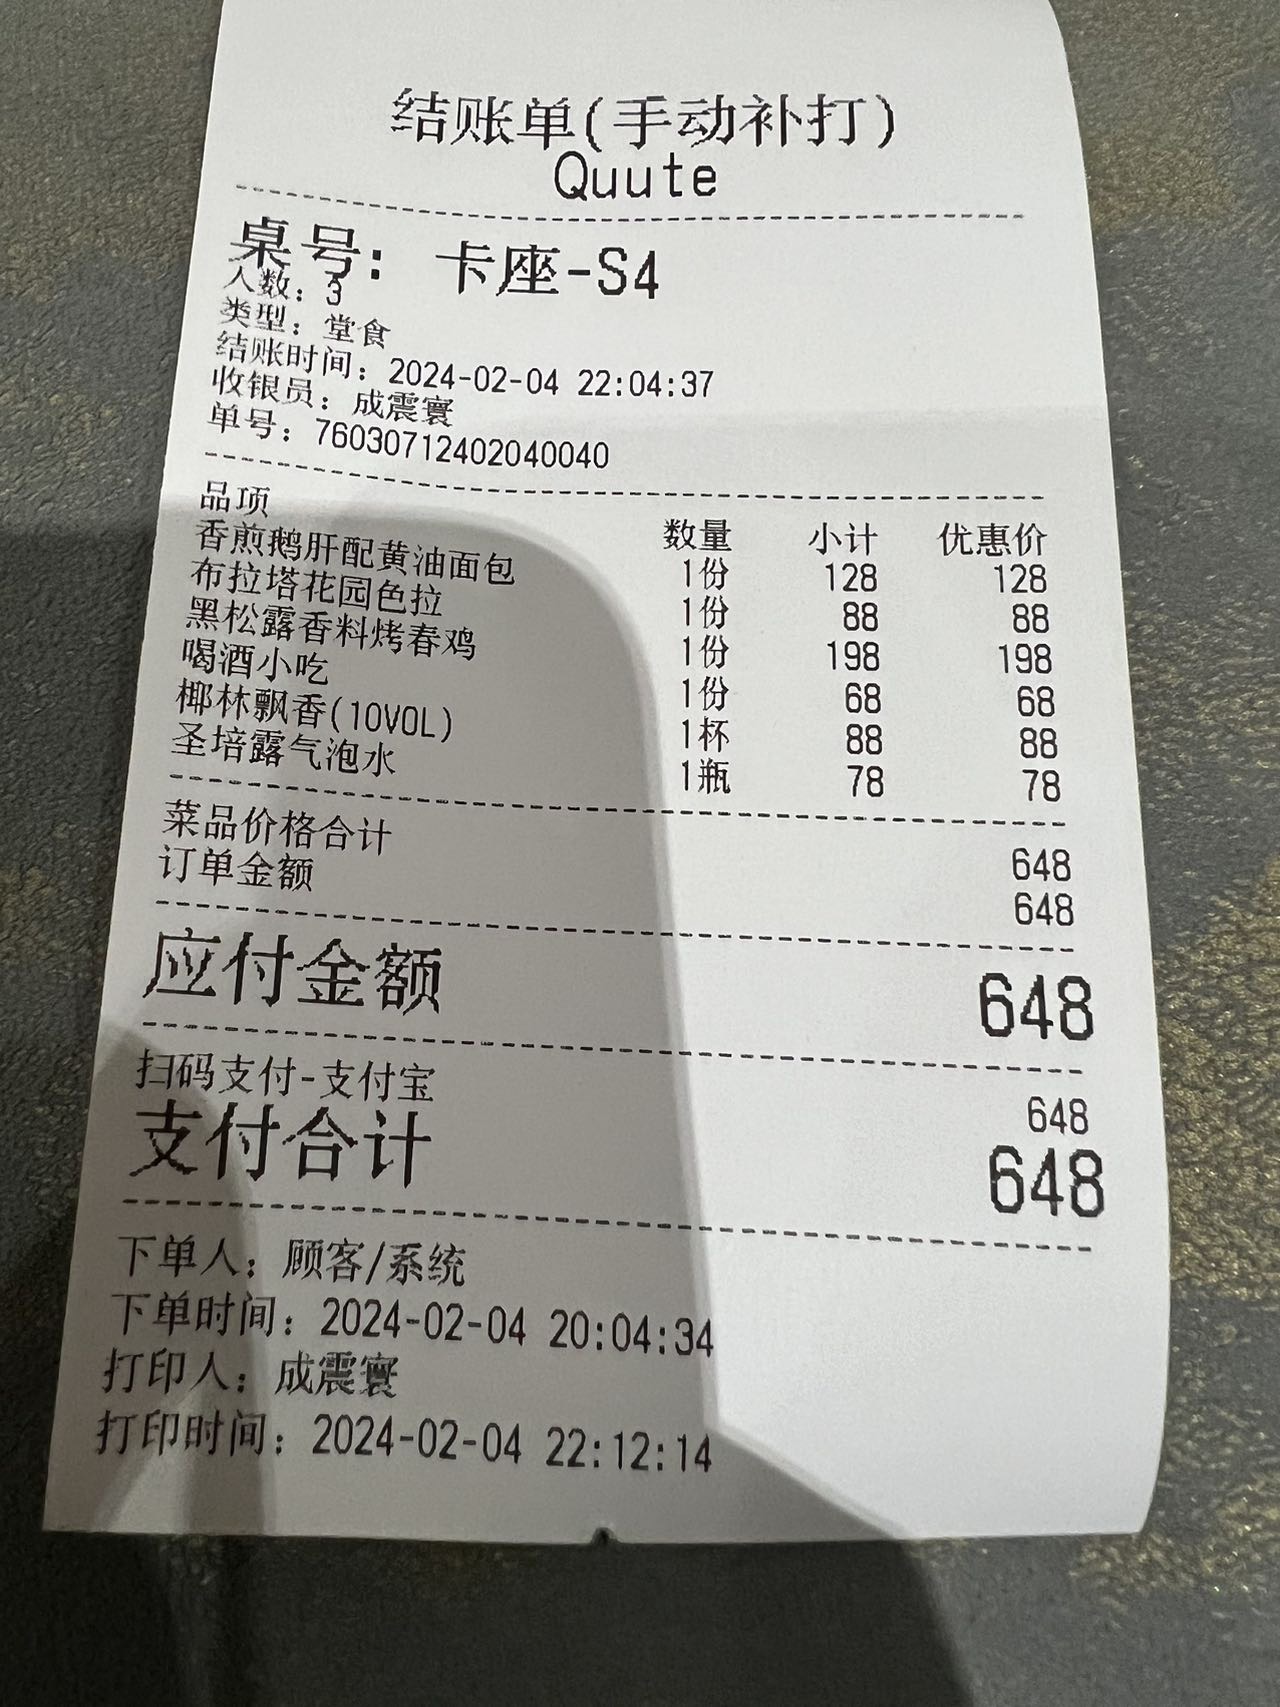 结账单(手动补打)
Quute
桌号: 卡座-S4
人数: 3
类型: 堂食
结账时间: 2024-02-04 22:04:37
收银员: 成震寰
单号: 76030712402040040
品项 数量 小计 优惠价
香煎鹅肝配黄油面包 1份 128 128
布拉塔花园色拉 1份 88 88
黑松露香料烤春鸡 1份 198 198
喝酒小吃 1份 68 68
椰林飘香(10VOL) 1杯 88 88
圣培露气泡水 1瓶 78 78
菜品价格合计 648
订单金额 648
应付金额 648
扫码支付-支付宝 648
支付合计 648
下单人: 顾客/系统
下单时间: 2024-02-04 20:04:34
打印人: 成震寰
打印时间: 2024-02-04 22:12:14